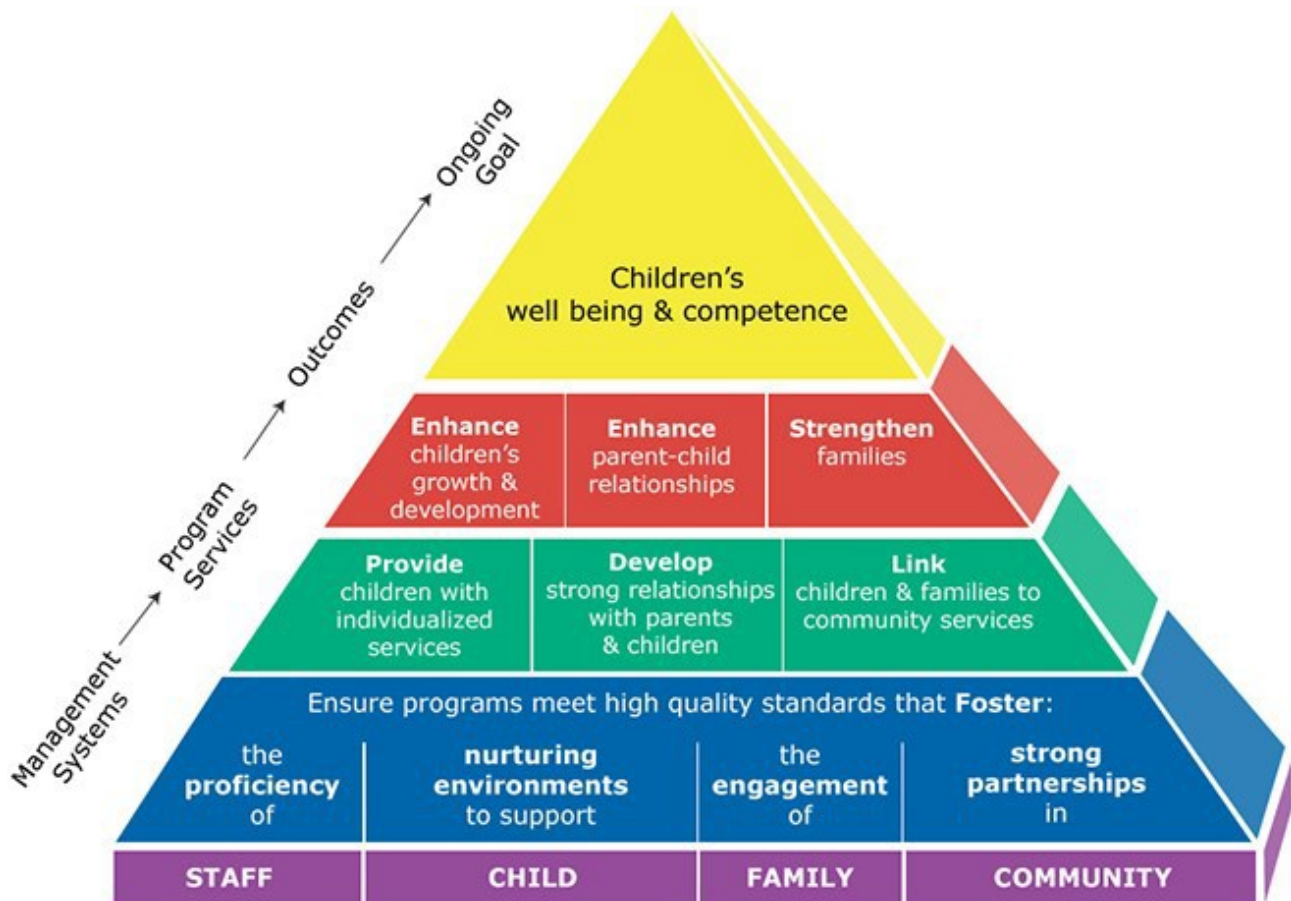 Ongoing
Goal
Outcomes
Program
Services
Management
Systems
Children's
well being & competence
Enhance
children's
growth &
development
Enhance
parent-child
relationships
Strengthen
families
Provide
children with
individualized
services
Develop
strong relationships
with parents
& children
Link
children & families to
community services
Ensure programs meet high quality standards that Foster:
the
proficiency
of
nurturing
environments
to support
the
engagement
of
strong
partnerships
in
STAFF
CHILD
FAMILY
COMMUNITY